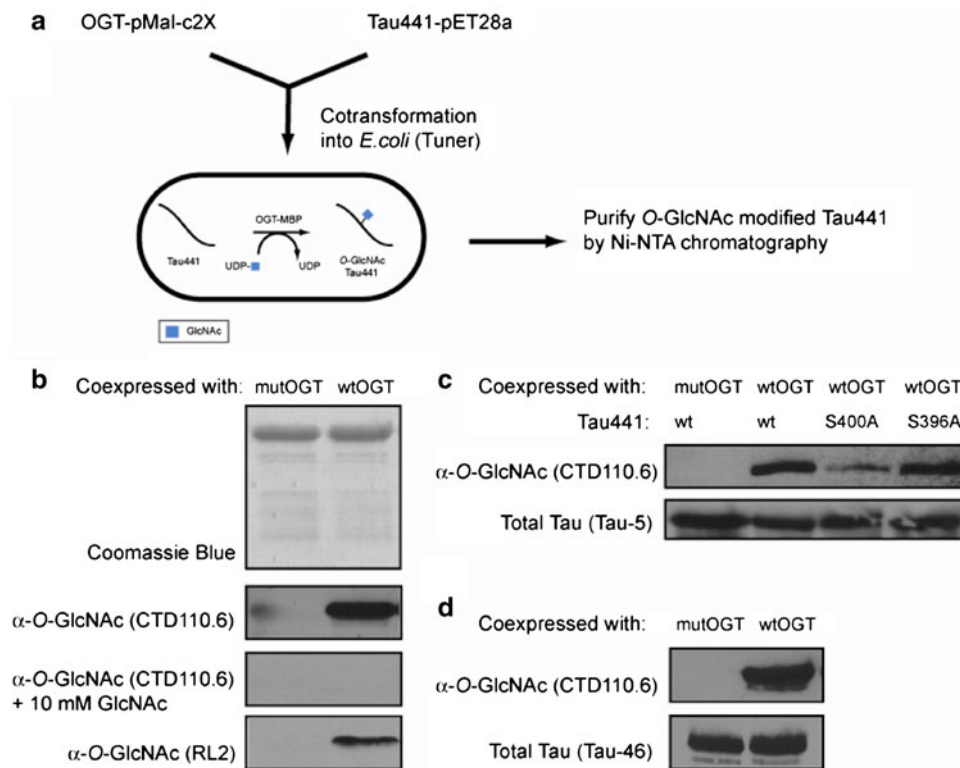 a
OGT-pMal-c2X
Tau441-pET28a
Cotransformation
into E.coli (Tuner)
Tau441
OGT-MBP
UDP-
UDP
O-GlcNAc
Tau441
GlcNAc
Purify O-GlcNAc modified Tau441
by Ni-NTA chromatography
b
Coexpressed with: mutOGT wtOGT
Coomassie Blue
α-O-GlcNAc (CTD110.6)
α-O-GlcNAc (CTD110.6)
+ 10 mM GlcNAc
α-O-GlcNAc (RL2)
c
Coexpressed with: mutOGT wtOGT wtOGT wtOGT
Tau441: wt wt S400A S396A
α-O-GlcNAc (CTD110.6)
Total Tau (Tau-5)
d
Coexpressed with: mutOGT wtOGT
α-O-GlcNAc (CTD110.6)
Total Tau (Tau-46)